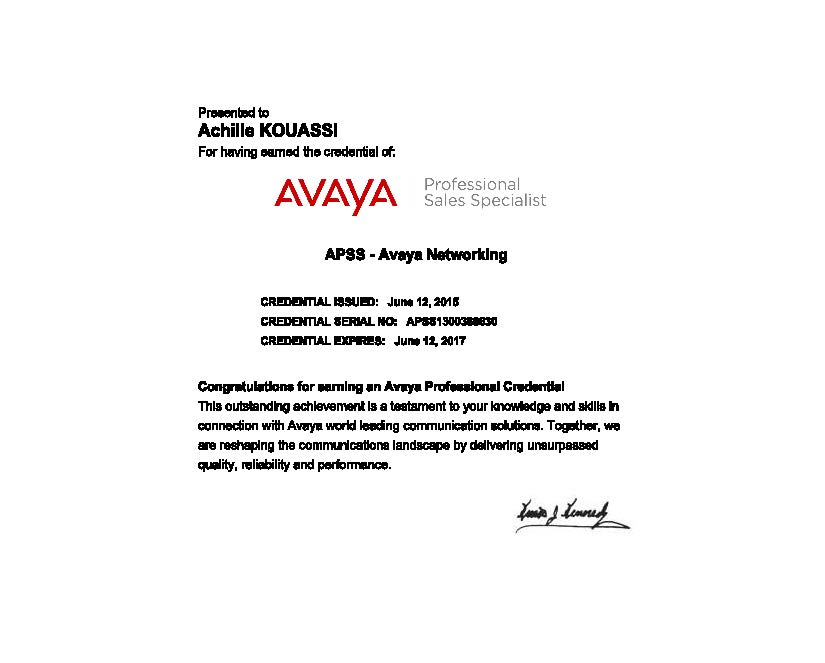 Presented to
Achille KOUASSI
For having earned the credential of:
AVAYA
Professional
Sales Specialist
APSS - Avaya Networking
CREDENTIAL ISSUED: June 12, 2015
CREDENTIAL SERIAL NO:
CREDENTIAL EXPIRES: June 12, 2017
Congratulations for earning an Avaya Professional Credential
This outstanding achievement is a testament to your knowledge and skills in
connection with Avaya world leading communication solutions. Together, we
are reshaping the communications landscape by delivering unsurpassed
quality, reliability and performance.